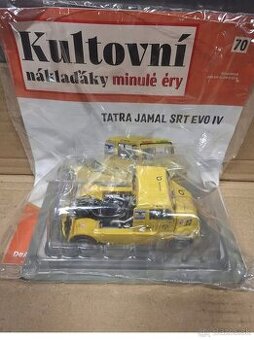 Kultovní
náklaďáky minulé éry
70
TATRA JAMAL SRT EVO IV